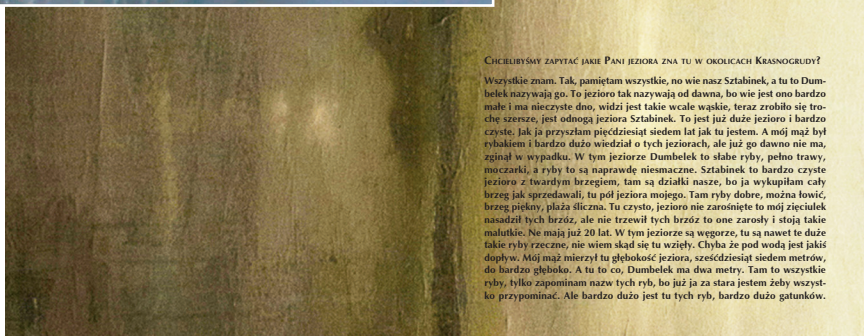 Chcielibyśmy zapytać jakie Pani jeziora zna tu w okolicach Krasnogrudy?
Wszystkie znam. Tak, pamiętam wszystkie, no wie nasz Sztabinek, a tu to Dum-
belek nazywają go. To jezioro tak nazywają od dawna, bo wie jest ono bardzo
małe i ma nieczyste dno, widzi jest takie wcale wąskie, teraz zrobiło się tro-
chę szersze, jest odnogą jeziora Sztabinek. To jest już duże jezioro i bardzo
czyste. Jak ja przyszłam pięćdziesiąt siedem lat jak tu jestem. A mój mąż był
rybakiem i bardzo dużo wiedział o tych jeziorach, ale już go dawno nie ma,
zginął w wypadku. W tym jeziorze Dumbelek to słabe ryby, pełno trawy,
moczarki, a ryby to są naprawdę niesmaczne. Sztabinek to bardzo czyste
jezioro z twardym brzegiem, tam są działki nasze, bo ja wykupiłam cały
brzeg jak sprzedawali, tu pół jeziora mojego. Tam ryby dobre, można łowić,
brzeg piękny, plaża śliczna. Tu czysto, jezioro nie zarośnięte to mój zięciulek
nasadził tych brzóz, ale nie trzewił tych brzóz to one zarosły i stoją takie
malutkie. Ne mają już 20 lat. W tym jeziorze są węgorze, tu są nawet te duże
takie ryby rzeczne, nie wiem skąd się tu wzięły. Chyba że pod wodą jest jakiś
dopływ. Mój mąż mierzył tu głębokość jeziora, sześćdziesiąt siedem metrów,
do bardzo głęboko. A tu to co, Dumbelek ma dwa metry. Tam to wszystkie
ryby, tylko zapominam nazw tych ryb, bo już ja za stara jestem żeby wszyst-
ko przypominać. Ale bardzo dużo jest tu tych ryb, bardzo dużo gatunków.